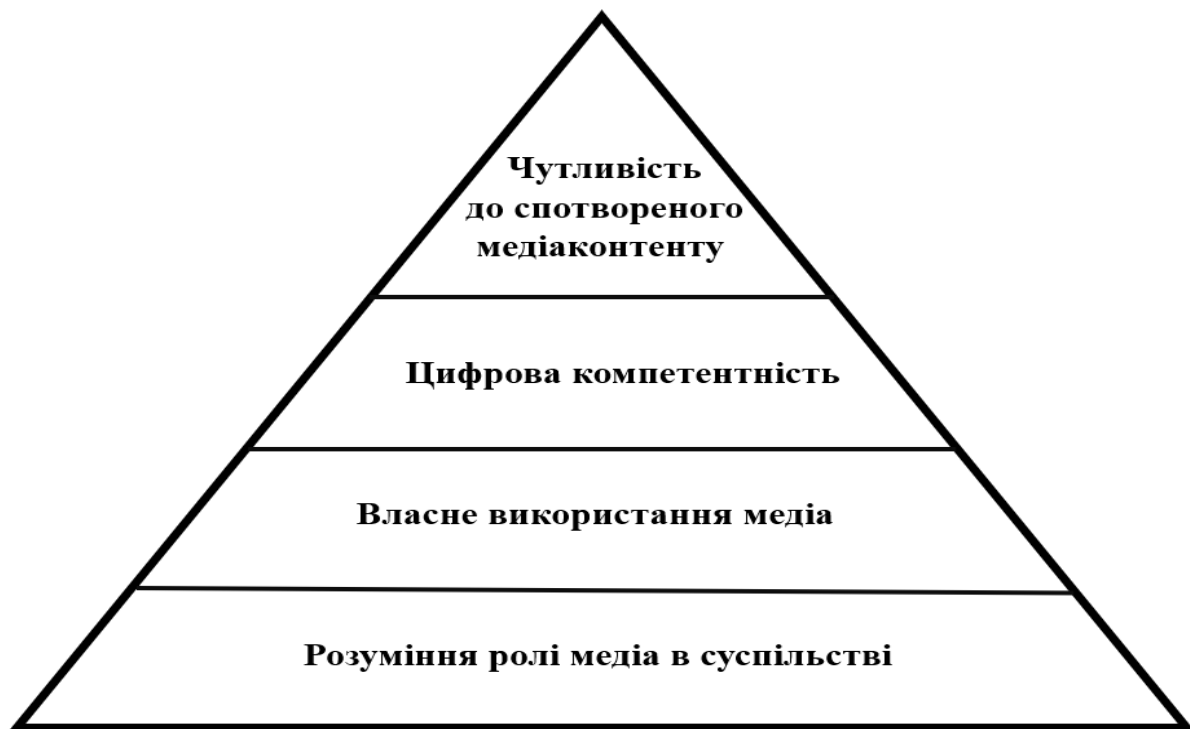 Чутливість
до спотвореного
медіаконтенту
Цифрова компетентність
Власне використання медіа
Розуміння ролі медіа в суспільстві